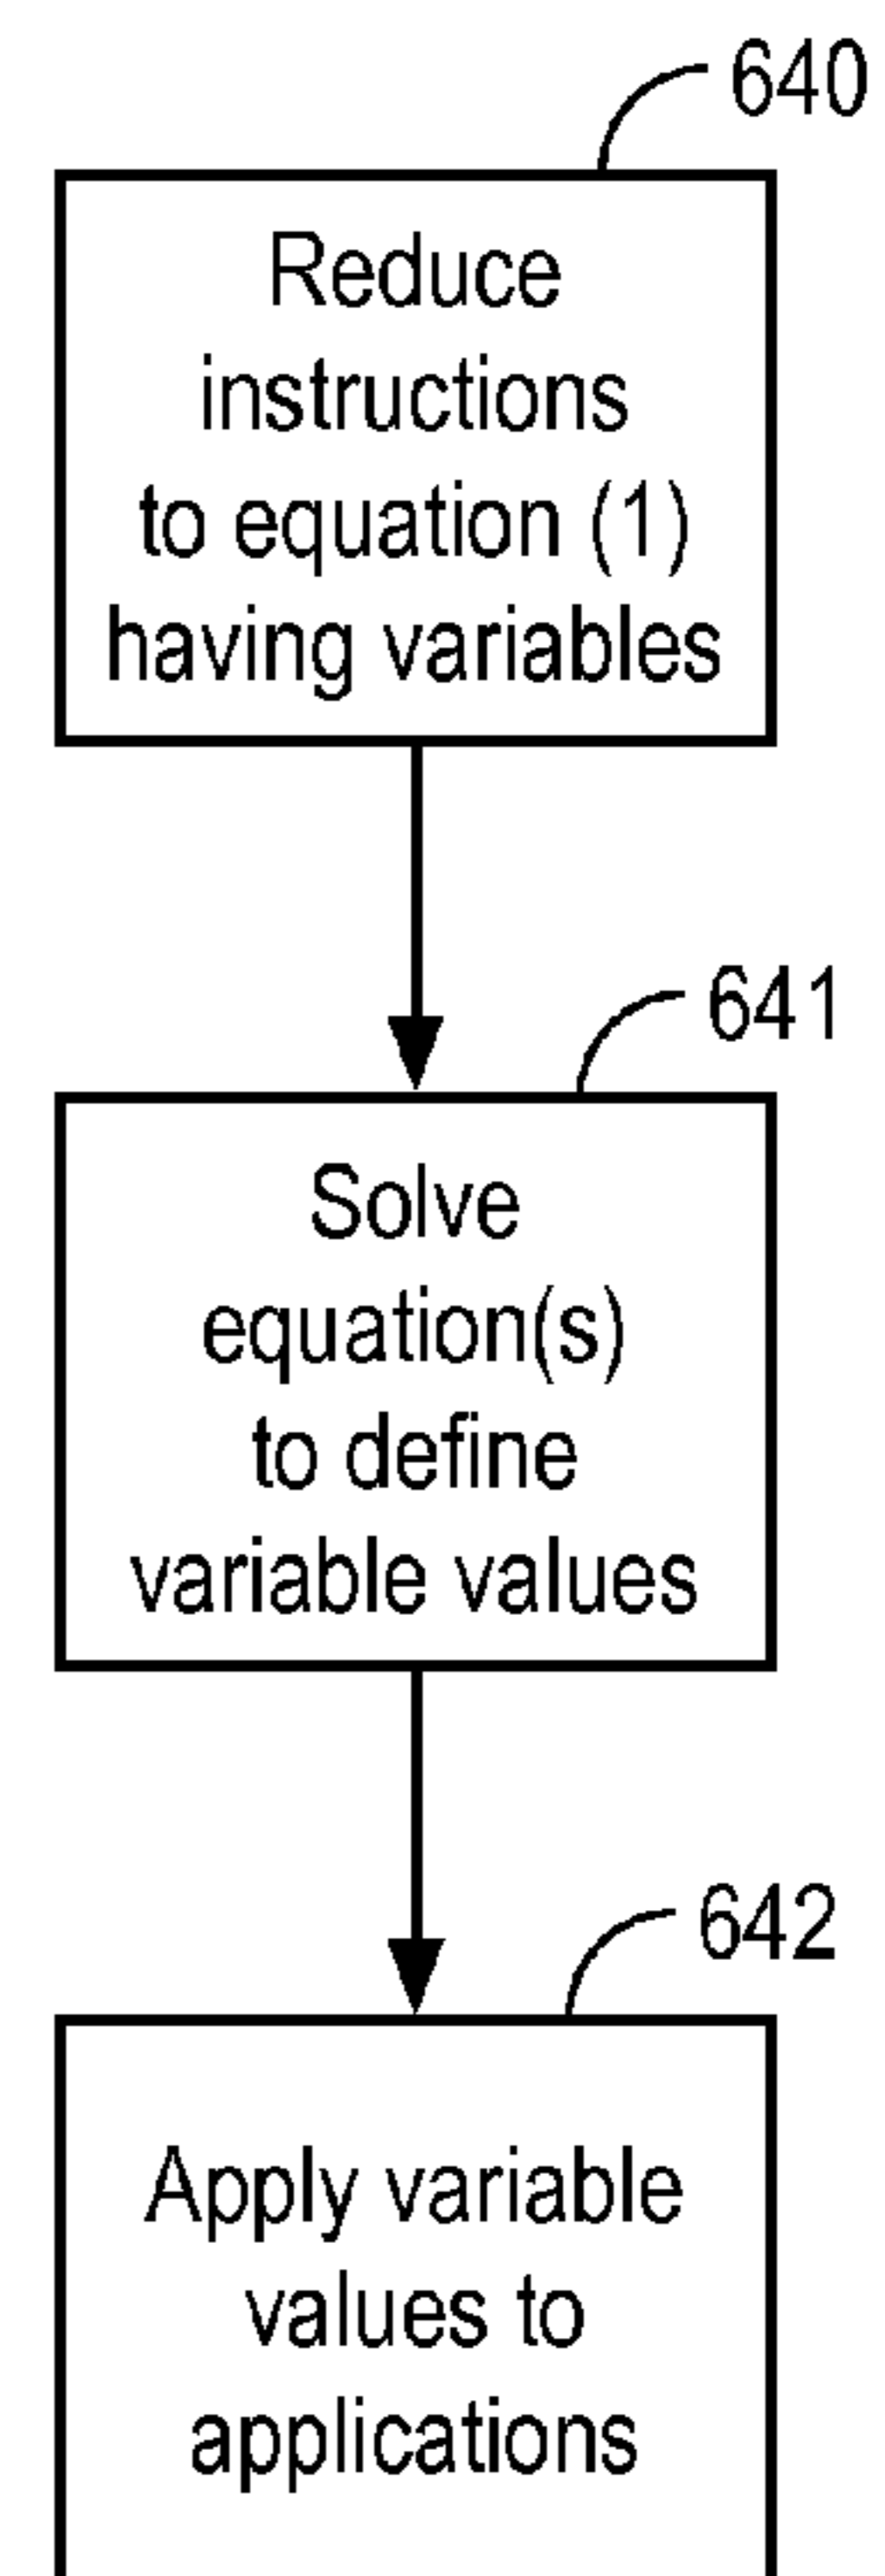 640
Reduce
instructions
to equation (1)
having variables
641
Solve
equation(s)
to define
variable values
642
Apply variable
values to
applications